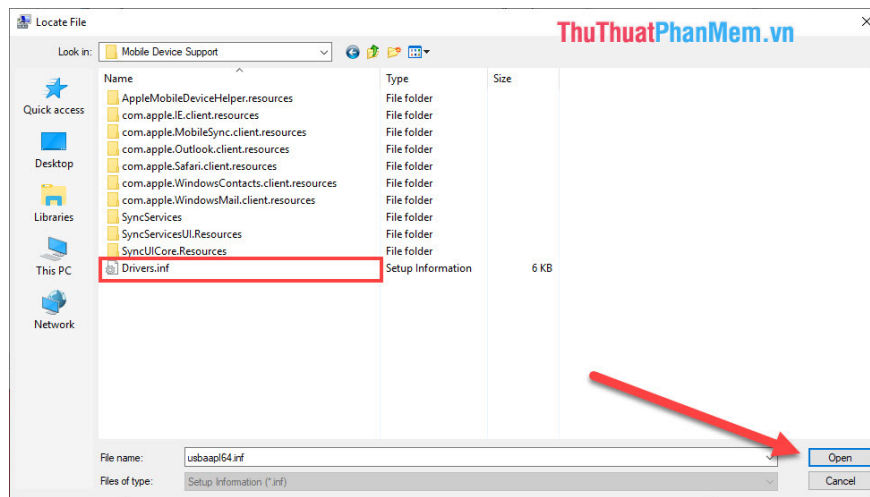 Locate File
ThuThuatPhanMem.vn
Look in: Mobile Device Support
Name Type Size
Quick access
Desktop
Libraries
This PC
Network
AppleMobileDeviceHelper.resources File folder
com.apple.IE.client.resources File folder
com.apple.MobileSync.client.resources File folder
com.apple.Outlook.client.resources File folder
com.apple.Safari.client.resources File folder
com.apple.WindowsContacts.client.resources File folder
com.apple.WindowsMail.client.resources File folder
SyncServices File folder
SyncServicesUI.Resources File folder
SyncUICore.Resources File folder
Drivers.inf Setup Information 6 KB
File name: usbaapl64.inf Open
Files of type: Setup Information (*.inf) Cancel